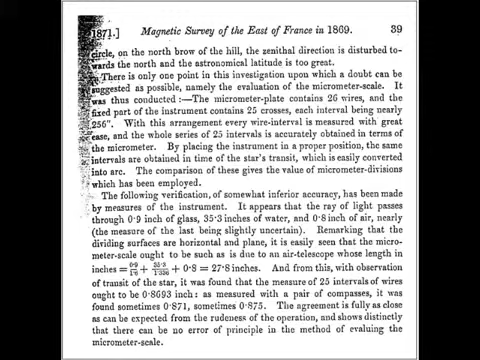 1871.] Magnetic Survey of the East of France in 1869. 39
circle, on the north brow of the hill, the zenithal direction is disturbed to-
wards the north and the astronomical latitude is too great.
There is only one point in this investigation upon which a doubt can be
suggested as possible, namely the evaluation of the micrometer-scale. It
was thus conducted :—The micrometer-plate contains 26 wires, and the
fixed part of the instrument contains 25 crosses, each interval being nearly
256″. With this arrangement every wire-interval is measured with great
ease, and the whole series of 25 intervals is accurately obtained in terms of
the micrometer. By placing the instrument in a proper position, the same
intervals are obtained in time of the star's transit, which is easily converted
into arc. The comparison of these gives the value of micrometer-divisions
which has been employed.
The following verification, of somewhat inferior accuracy, has been made
by measures of the instrument. It appears that the ray of light passes
through 0·9 inch of glass, 35·3 inches of water, and 0·8 inch of air, nearly
(the measure of the last being slightly uncertain). Remarking that the
dividing surfaces are horizontal and plane, it is easily seen that the micro-
meter-scale ought to be such as is due to an air-telescope whose length in
inches = 0·9/1·6 + 35·3/1·336 + 0·8 = 27·8 inches. And from this, with observation
of transit of the star, it was found that the measure of 25 intervals of wires
ought to be 0·8693 inch: as measured with a pair of compasses, it was
found sometimes 0·871, sometimes 0·875. The agreement is fully as close
as can be expected from the rudeness of the operation, and shows distinctly
that there can be no error of principle in the method of evaluing the
micrometer-scale.